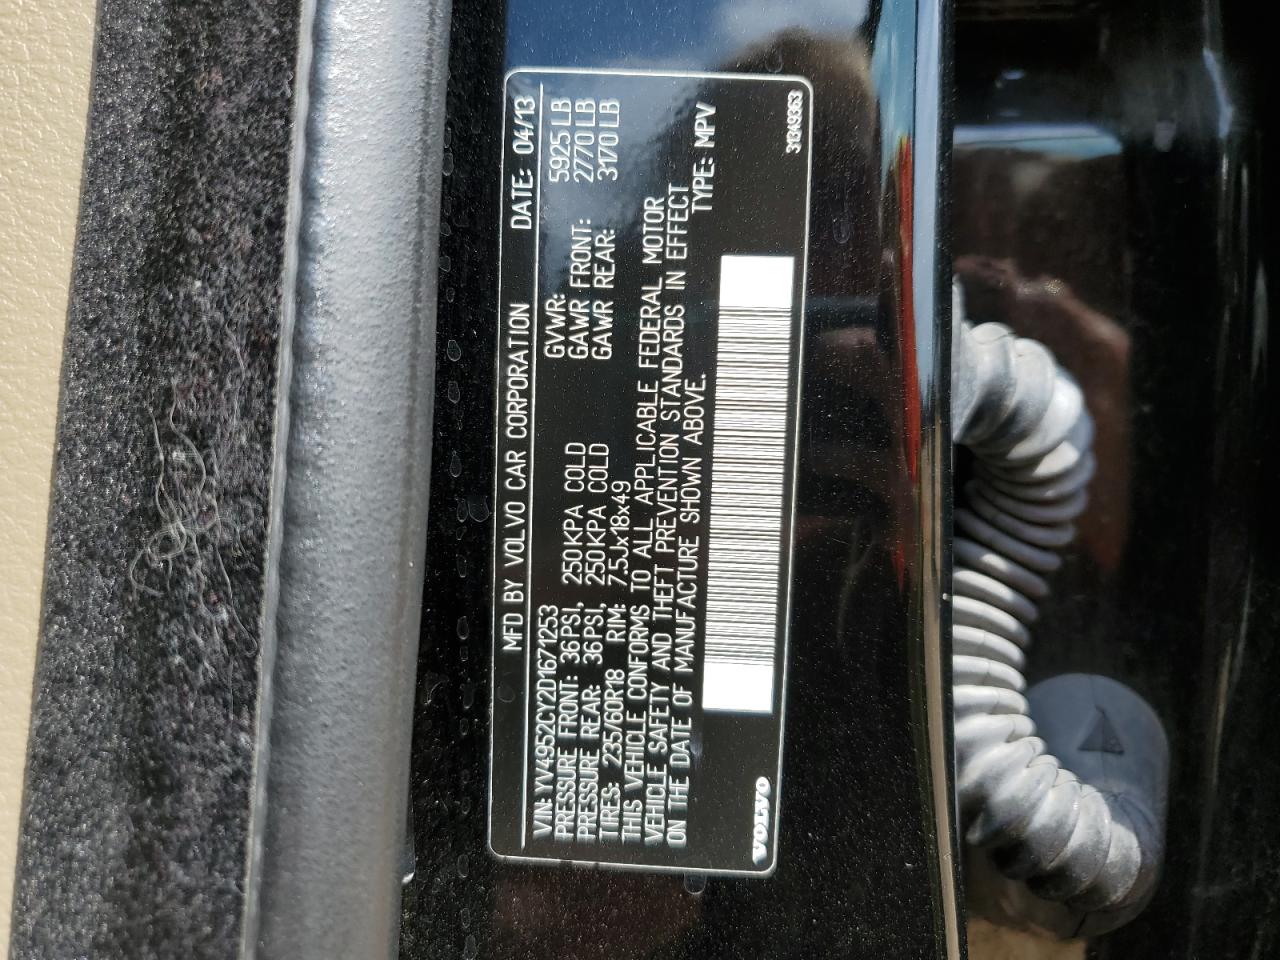 MFD BY VOLVO CAR CORPORATION DATE: 04/13
VIN: YV4952CY2D1671253 GVWR: 5925 LB
PRESSURE FRONT: 36PSI, 250KPA COLD GAWR FRONT: 2770 LB
PRESSURE REAR: 36PSI, 250KPA COLD GAWR REAR: 3170 LB
TIRES: 235/60R18 RIM: 7.5Jx18x49
THIS VEHICLE CONFORMS TO ALL APPLICABLE FEDERAL MOTOR
VEHICLE SAFETY AND THEFT PREVENTION STANDARDS IN EFFECT
ON THE DATE OF MANUFACTURE SHOWN ABOVE. TYPE: MPV
VOLVO 31349363